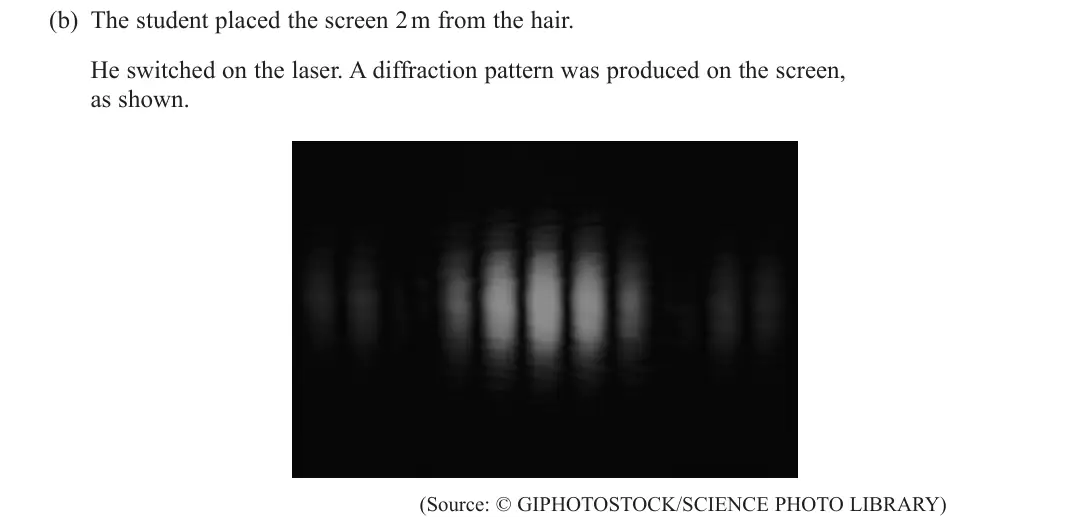 (b) The student placed the screen 2 m from the hair.
He switched on the laser. A diffraction pattern was produced on the screen,
as shown.
(Source: © GIPHOTOSTOCK/SCIENCE PHOTO LIBRARY)